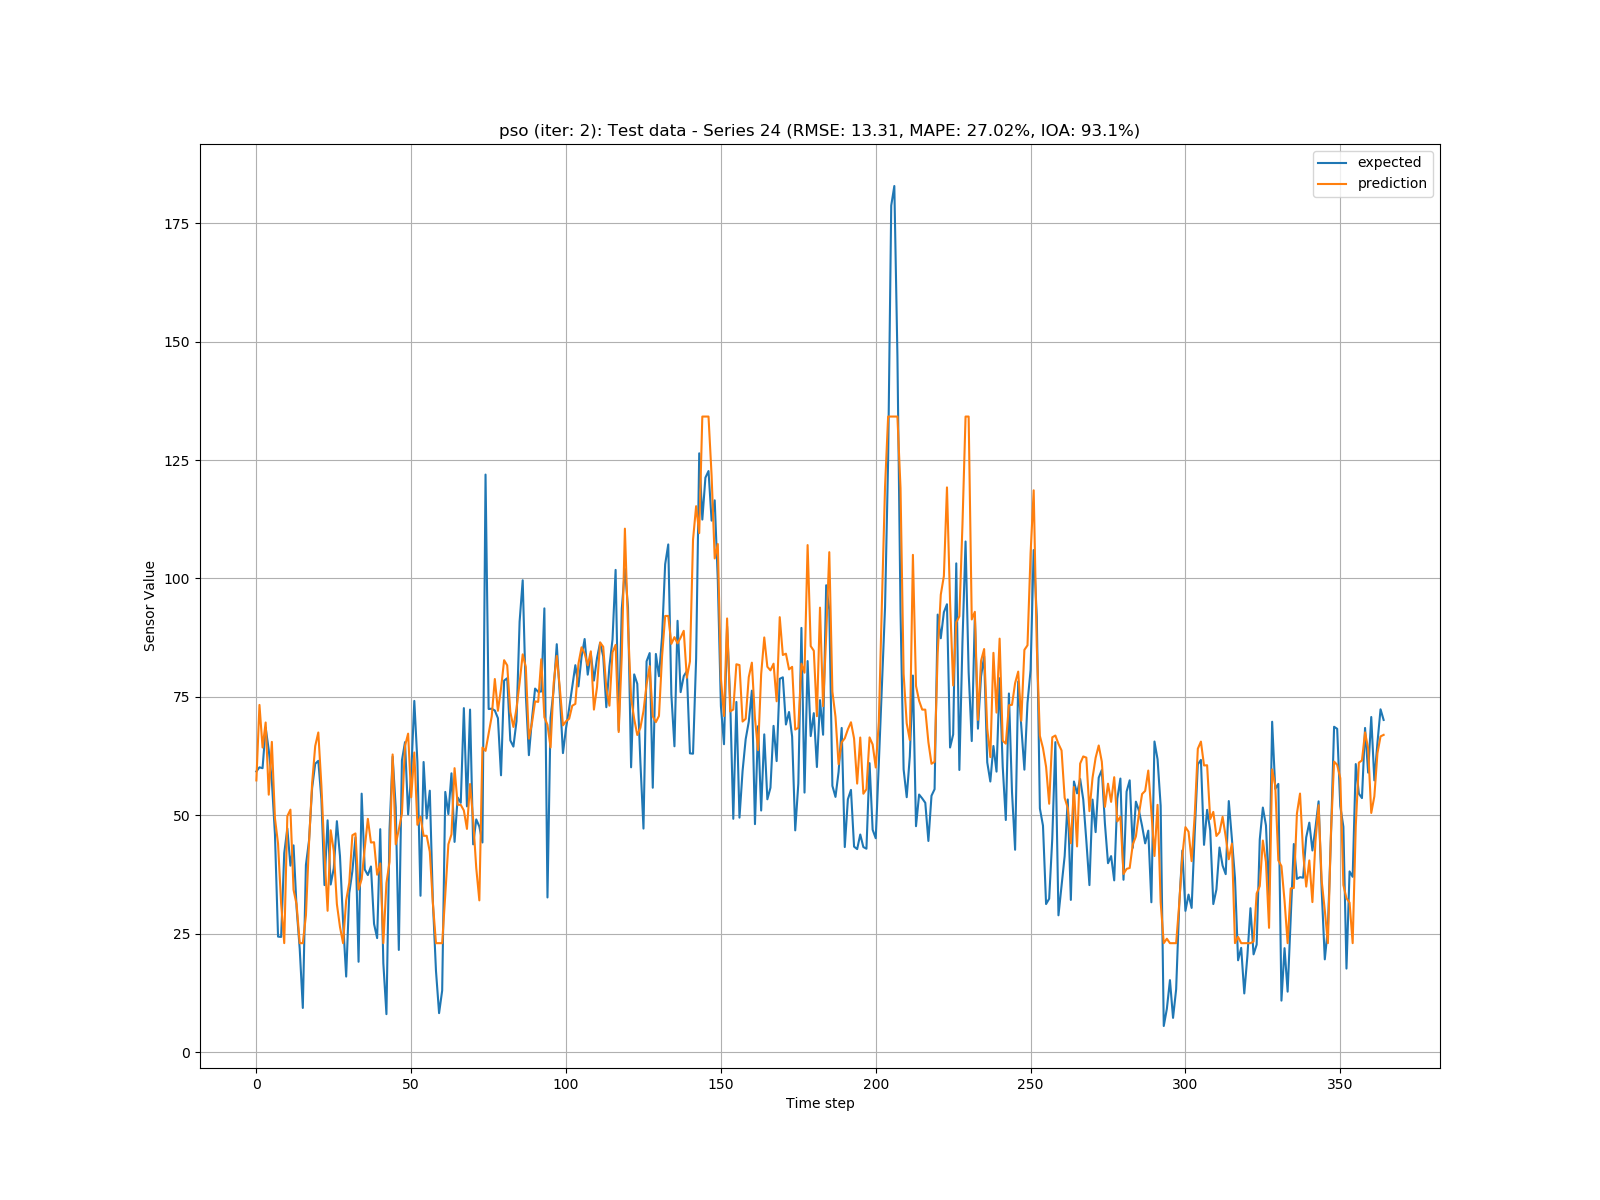 pso (iter: 2): Test data - Series 24 (RMSE: 13.31, MAPE: 27.02%, IOA: 93.1%)
expected
prediction
175
150
125
100
75
50
25
0
Sensor Value
0 50 100 150 200 250 300 350
Time step